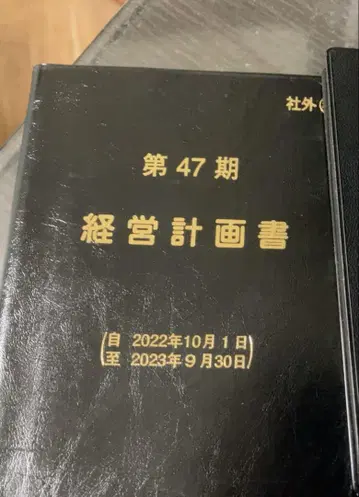 社外
第 47 期
経営計画書
(自 2022年10月1日
至 2023年9月30日)